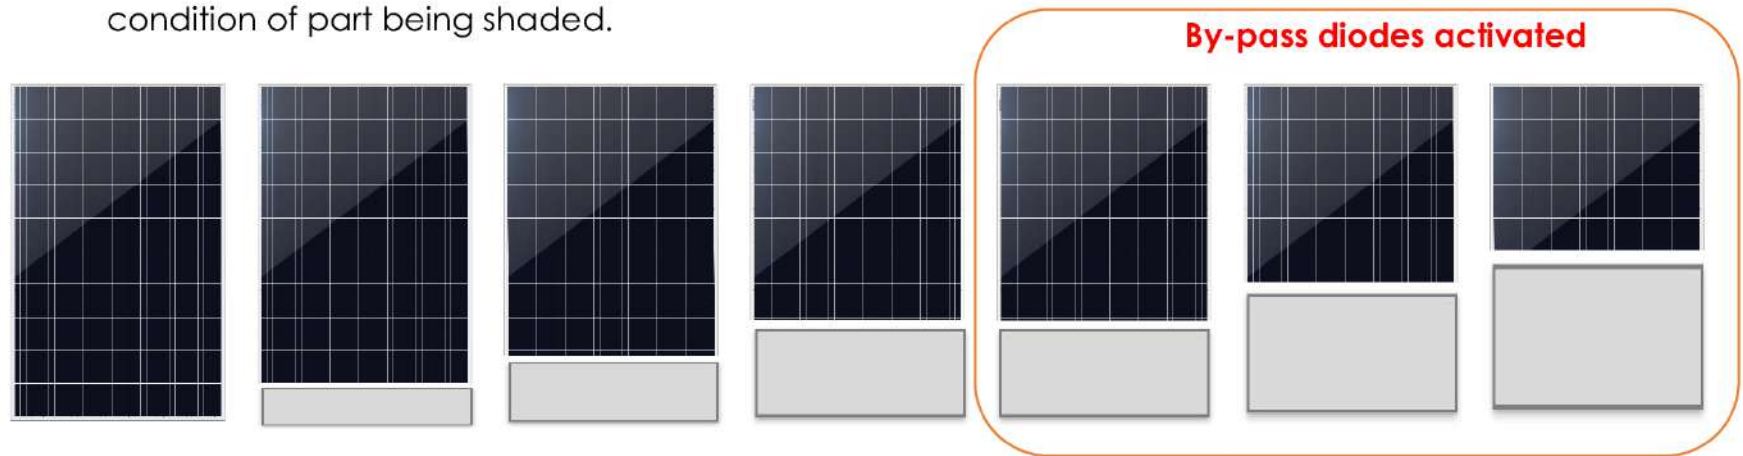 condition of part being shaded.
By-pass diodes activated